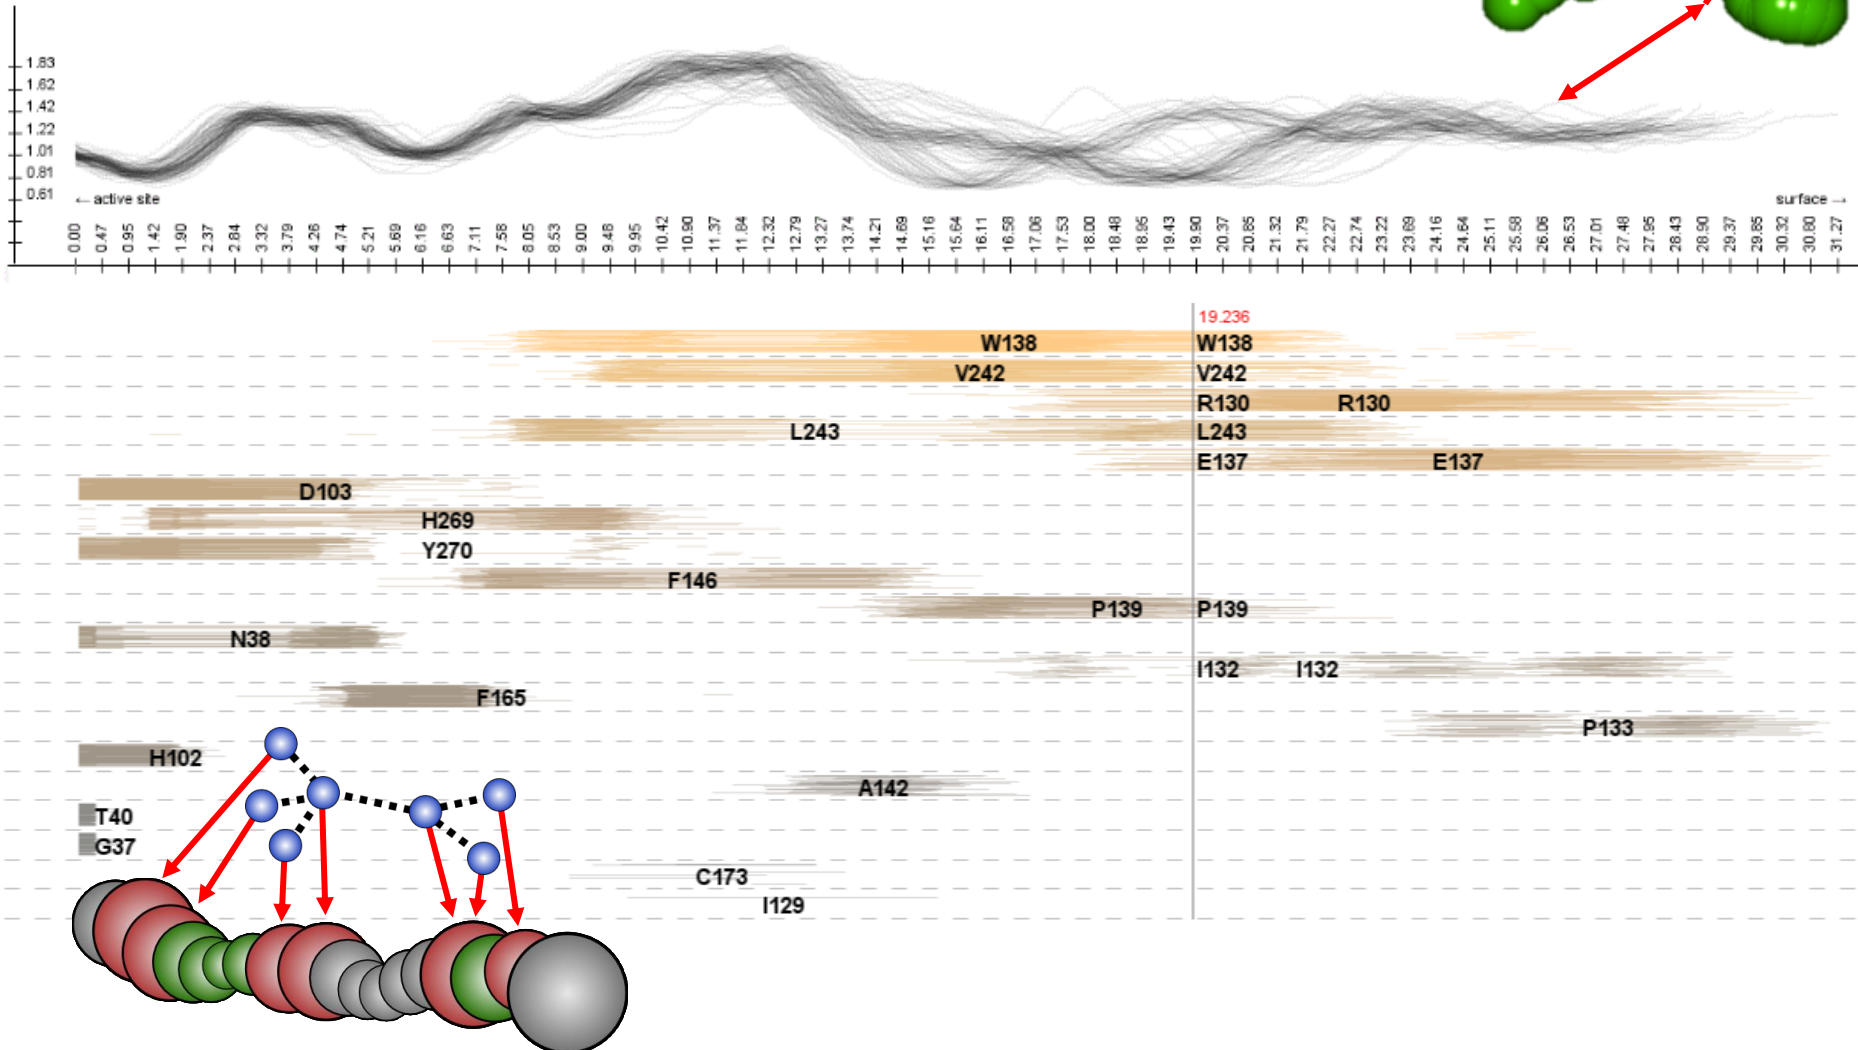 1.83
1.62
1.42
1.22
1.01
0.81
0.61
← active site
surface →
0.00 0.47 0.95 1.42 1.90 2.37 2.84 3.32 3.79 4.26 4.74 5.21 5.69 6.16 6.63 7.11 7.58 8.05 8.53 9.00 9.48 9.95 10.42 10.90 11.37 11.84 12.32 12.79 13.27 13.74 14.21 14.69 15.16 15.64 16.11 16.58 17.06 17.53 18.00 18.48 18.95 19.43 19.90 20.37 20.85 21.32 21.79 22.27 22.74 23.22 23.69 24.16 24.64 25.11 25.58 26.06 26.53 27.01 27.48 27.95 28.43 28.90 29.37 29.85 30.32 30.80 31.27
19.236
W138 W138
V242 V242
R130 R130
L243 L243
E137 E137
D103
H269
Y270
F146
P139 P139
N38
I132 I132
F165
P133
H102
A142
T40
G37
C173
I129